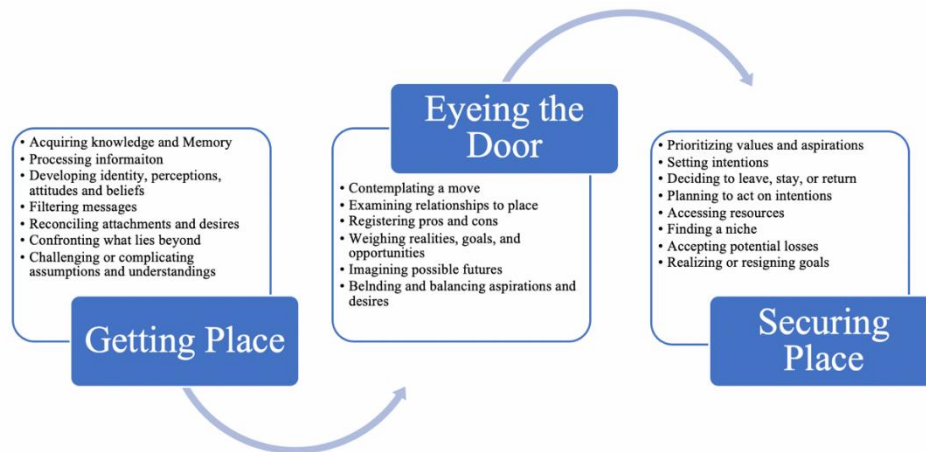 • Acquiring knowledge and Memory
• Processing informaiton
• Developing identity, perceptions,
attitudes and beliefs
• Filtering messages
• Reconciling attachments and desires
• Confronting what lies beyond
• Challenging or complicating
assumptions and understandings
Getting Place
Eyeing the
Door
• Contemplating a move
• Examining relationships to place
• Registering pros and cons
• Weighing realities, goals, and
opportunities
• Imagining possible futures
• Belnding and balancing aspirations and
desires
• Prioritizing values and aspirations
• Setting intentions
• Deciding to leave, stay, or return
• Planning to act on intentions
• Accessing resources
• Finding a niche
• Accepting potential losses
• Realizing or resigning goals
Securing
Place